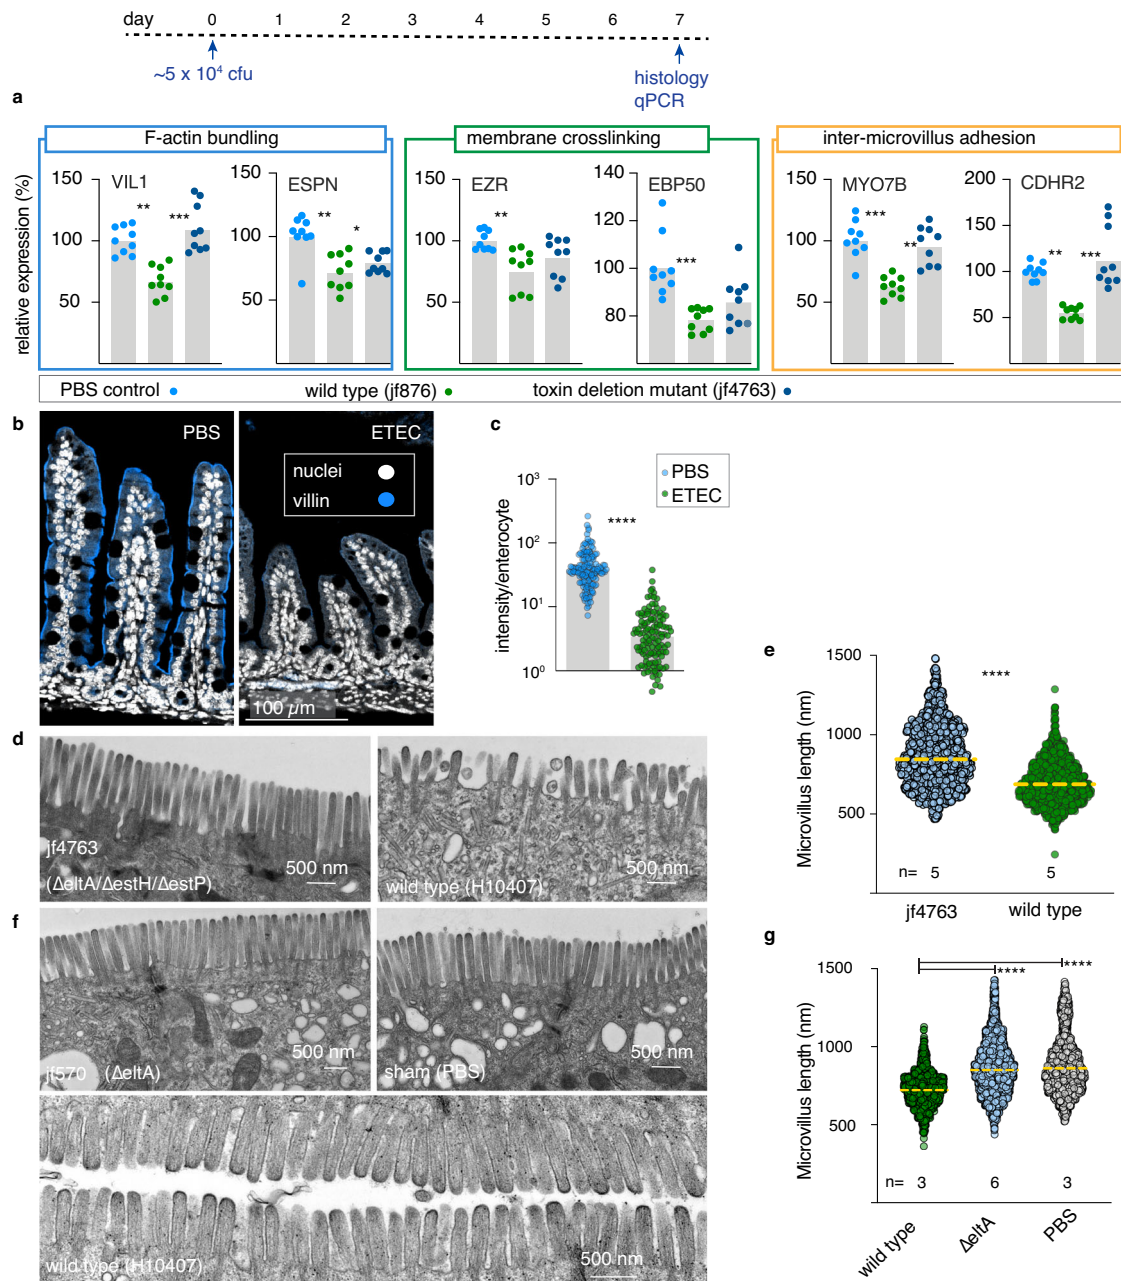 day 0 1 2 3 4 5 6 7
~5 x 10⁴ cfu
histology
qPCR
a
F-actin bundling
membrane crosslinking
inter-microvillus adhesion
relative expression (%)
150
100
50
VIL1
**
***
150
100
50
ESPN
**
*
150
100
50
EZR
**
140
120
100
80
EBP50
***
150
100
50
MYO7B
***
**
200
150
100
50
CDHR2
**
***
PBS control
wild type (jf876)
toxin deletion mutant (jf4763)
b
PBS
ETEC
nuclei
villin
100 µm
c
PBS
ETEC
intensity/enterocyte
10³
10²
10¹
10⁰
****
d
jf4763
(ΔeltA/ΔestH/ΔestP)
500 nm
wild type (H10407)
500 nm
e
Microvillus length (nm)
1500
1000
500
****
n= 5 5
jf4763 wild type
f
jf570 (ΔeltA)
500 nm
sham (PBS)
500 nm
wild type (H10407)
500 nm
g
Microvillus length (nm)
1500
1000
500
****
****
n= 3 6 3
wild type
ΔeltA
PBS